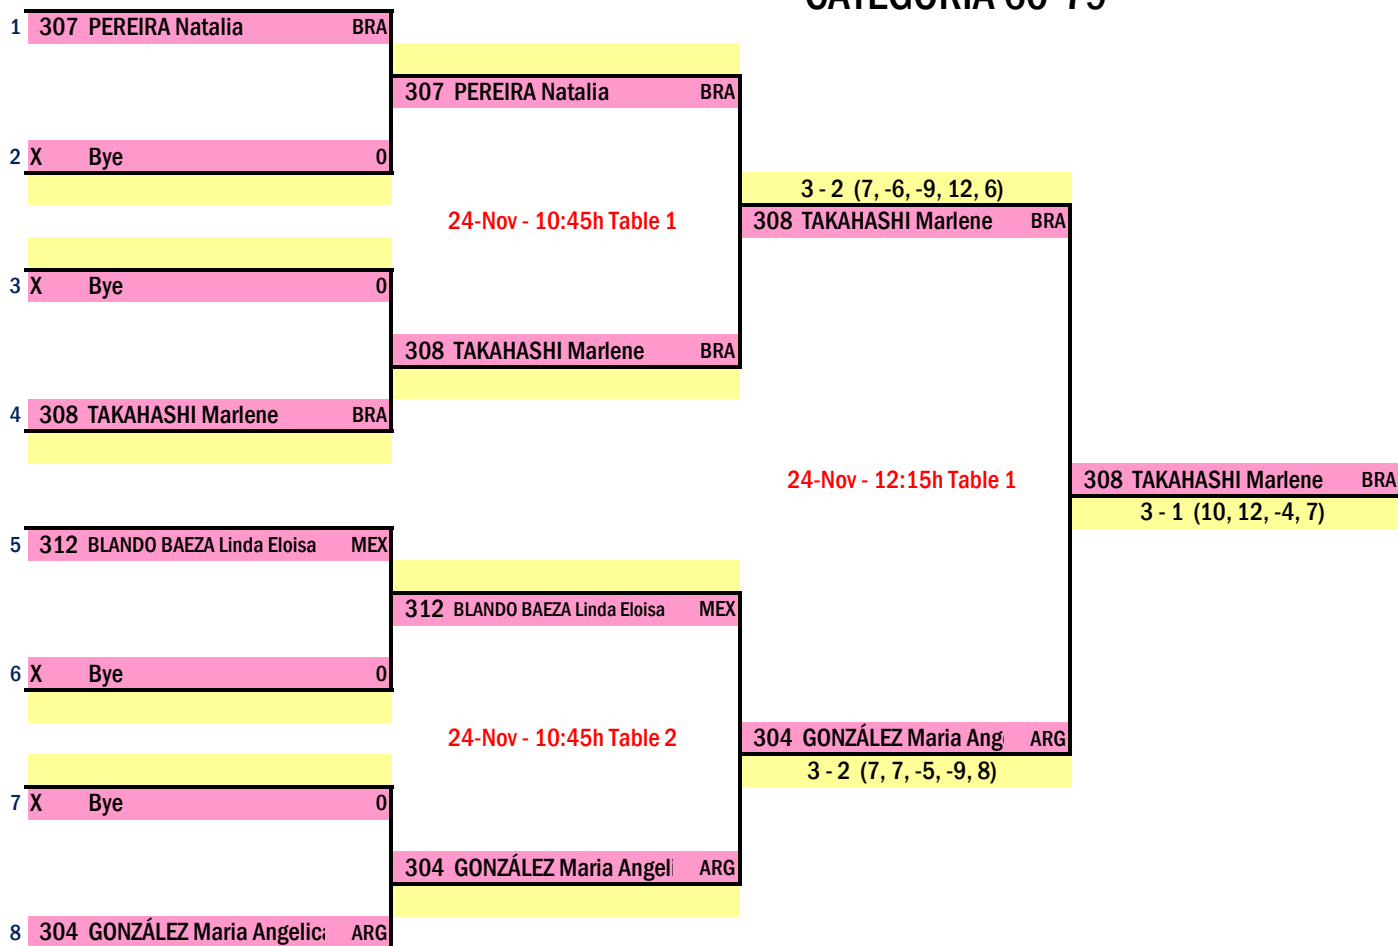 1 307 PEREIRA Natalia BRA
307 PEREIRA Natalia BRA
2 X Bye 0
3 - 2 (7, -6, -9, 12, 6)
24-Nov - 10:45h Table 1
308 TAKAHASHI Marlene BRA
3 X Bye 0
308 TAKAHASHI Marlene BRA
4 308 TAKAHASHI Marlene BRA
24-Nov - 12:15h Table 1
308 TAKAHASHI Marlene BRA
3 - 1 (10, 12, -4, 7)
5 312 BLANDO BAEZA Linda Eloisa MEX
312 BLANDO BAEZA Linda Eloisa MEX
6 X Bye 0
24-Nov - 10:45h Table 2
304 GONZÁLEZ Maria Ang ARG
3 - 2 (7, 7, -5, -9, 8)
7 X Bye 0
304 GONZÁLEZ Maria Angeli ARG
8 304 GONZÁLEZ Maria Angelica ARG